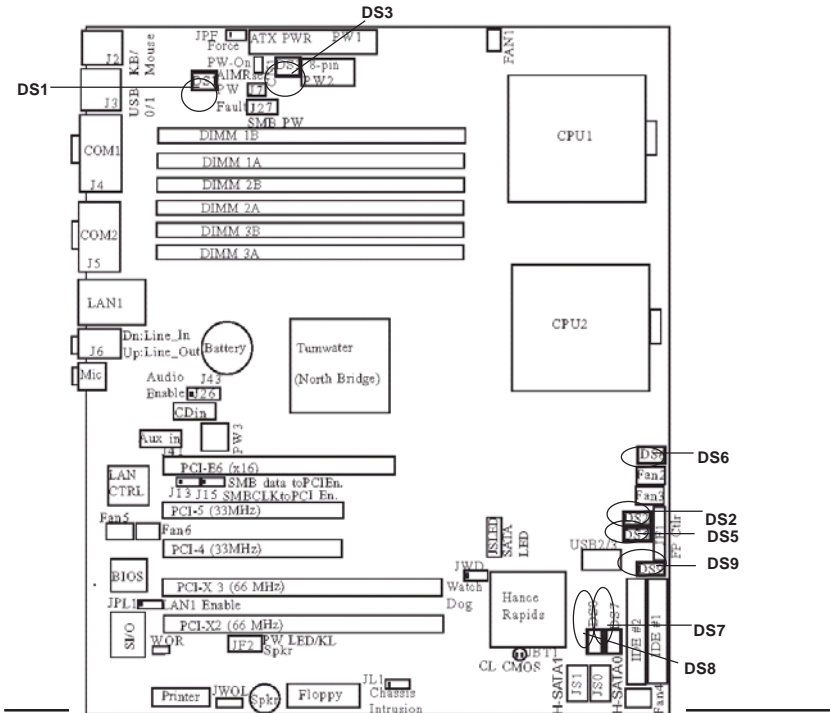 DS3
JPF
Force
PW-On
ATX PWR PW1
FAN1
J2
KB/
Mouse
DS1
DS1
AlMRset
PW
Fault
J7
J27
SMB PW
8-pin
PW2
J3
USB
0/1
COM1
J4
DIMM 1B
DIMM 1A
DIMM 2B
DIMM 2A
DIMM 3B
DIMM 3A
CPU1
COM2
J5
LAN1
CPU2
J6
Dn:Line_In
Up:Line_Out
Battery
Tumwater
(North Bridge)
Mic
Audio
Enable
J43
J26
CDin
Aux in
J41
PW3
DS6
Fan2
Fan3
PCI-E6 (x16)
LAN
CTRL
SMB data toPCIEn.
J13 J15 SMBCLKtoPCI En.
PCI-5 (33MHz)
Fan5
Fan6
PCI-4 (33MHz)
JSLED
SATA
LED
DS2
DS5
FP Ctlr
USB2/3
DS9
BIOS
PCI-X 3 (66 MHz)
JWD
Watch
Dog
JPL1
LAN1 Enable
Hance
Rapids
DS7
DS8
S I/O
PCI-X2 (66 MHz)
WOR
JF2
PW LED/KL
Spkr
IDE #2
IDE #1
JBT1
CL CMOS
Printer
JWOL
Spkr
Floppy
JL1
Chassis
Intrusion
H-SATA1
JS1
JS0
H-SATA0
Fan4